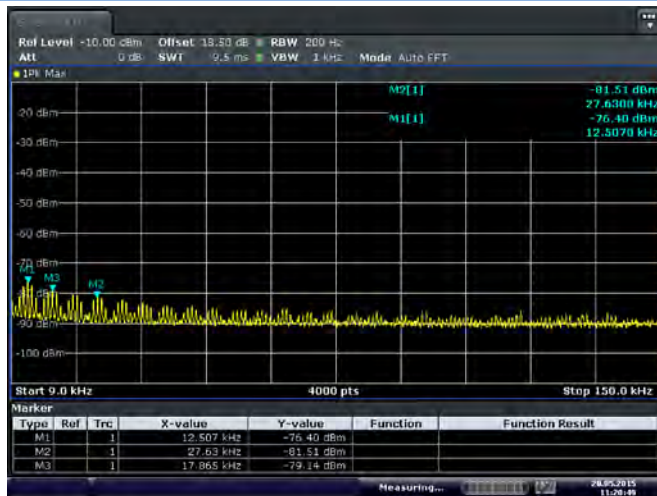 Ref Level -10.00 dBm Offset 18.50 dB RBW 200 Hz
Att 0 dB SWT 9.5 ms VBW 1 kHz Mode Auto FFT
1Pk Max
M2[1] -81.51 dBm
27.6300 kHz
M1[1] -76.40 dBm
12.5070 kHz
-20 dBm
-30 dBm
-40 dBm
-50 dBm
-60 dBm
-70 dBm
M1
M3
M2
dBm
-90 dBm
-100 dBm
Start 9.0 kHz 4000 pts Stop 150.0 kHz
Marker
Type Ref Trc X-value Y-value Function Function Result
M1 1 12.507 kHz -76.40 dBm
M2 1 27.63 kHz -81.51 dBm
M3 1 17.865 kHz -79.14 dBm
Measuring... 28.05.2015
11:20:49